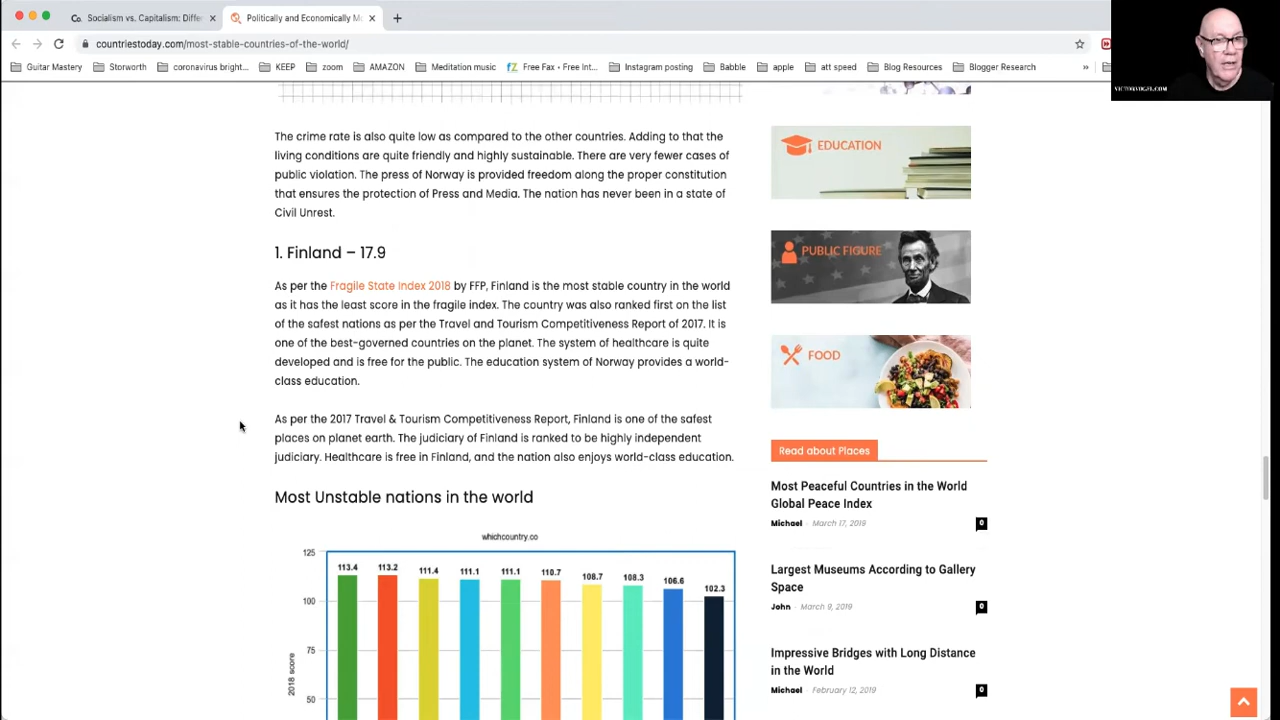 Co. Socialism vs. Capitalism: Diffe
Politically and Economically Mo
countriestoday.com/most-stable-countries-of-the-world/
Guitar Mastery
Storworth
coronavirus bright...
KEEP
zoom
AMAZON
Meditation music
Free Fax • Free Int...
Instagram posting
Babble
apple
att speed
Blog Resources
Blogger Research
»
VICTORVOGEL.COM
The crime rate is also quite low as compared to the other countries. Adding to that the
living conditions are quite friendly and highly sustainable. There are very fewer cases of
public violation. The press of Norway is provided freedom along the proper constitution
that ensures the protection of Press and Media. The nation has never been in a state of
Civil Unrest.
1. Finland – 17.9
As per the Fragile State Index 2018 by FFP, Finland is the most stable country in the world
as it has the least score in the fragile index. The country was also ranked first on the list
of the safest nations as per the Travel and Tourism Competitiveness Report of 2017. It is
one of the best-governed countries on the planet. The system of healthcare is quite
developed and is free for the public. The education system of Norway provides a world-
class education.
As per the 2017 Travel & Tourism Competitiveness Report, Finland is one of the safest
places on planet earth. The judiciary of Finland is ranked to be highly independent
judiciary. Healthcare is free in Finland, and the nation also enjoys world-class education.
Most Unstable nations in the world
whichcountry.co
125
113.4 113.2 111.4 111.1 111.1 110.7 108.7 108.3 106.6 102.3
100
75
50
2018 score
EDUCATION
PUBLIC FIGURE
FOOD
Read about Places
Most Peaceful Countries in the World
Global Peace Index
Michael - March 17, 2019 0
Largest Museums According to Gallery
Space
John - March 9, 2019 0
Impressive Bridges with Long Distance
in the World
Michael - February 12, 2019 0